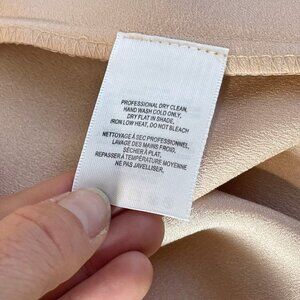 PROFESSIONAL DRY CLEAN,
HAND WASH COLD ONLY,
DRY FLAT IN SHADE,
IRON LOW HEAT, DO NOT BLEACH
NETTOYAGE À SEC PROFESSIONNEL,
LAVAGE DES MAINS FROID,
SÉCHER À PLAT,
REPASSER À TEMPÉRATURE MOYENNE
NE PAS JAVELLISER.